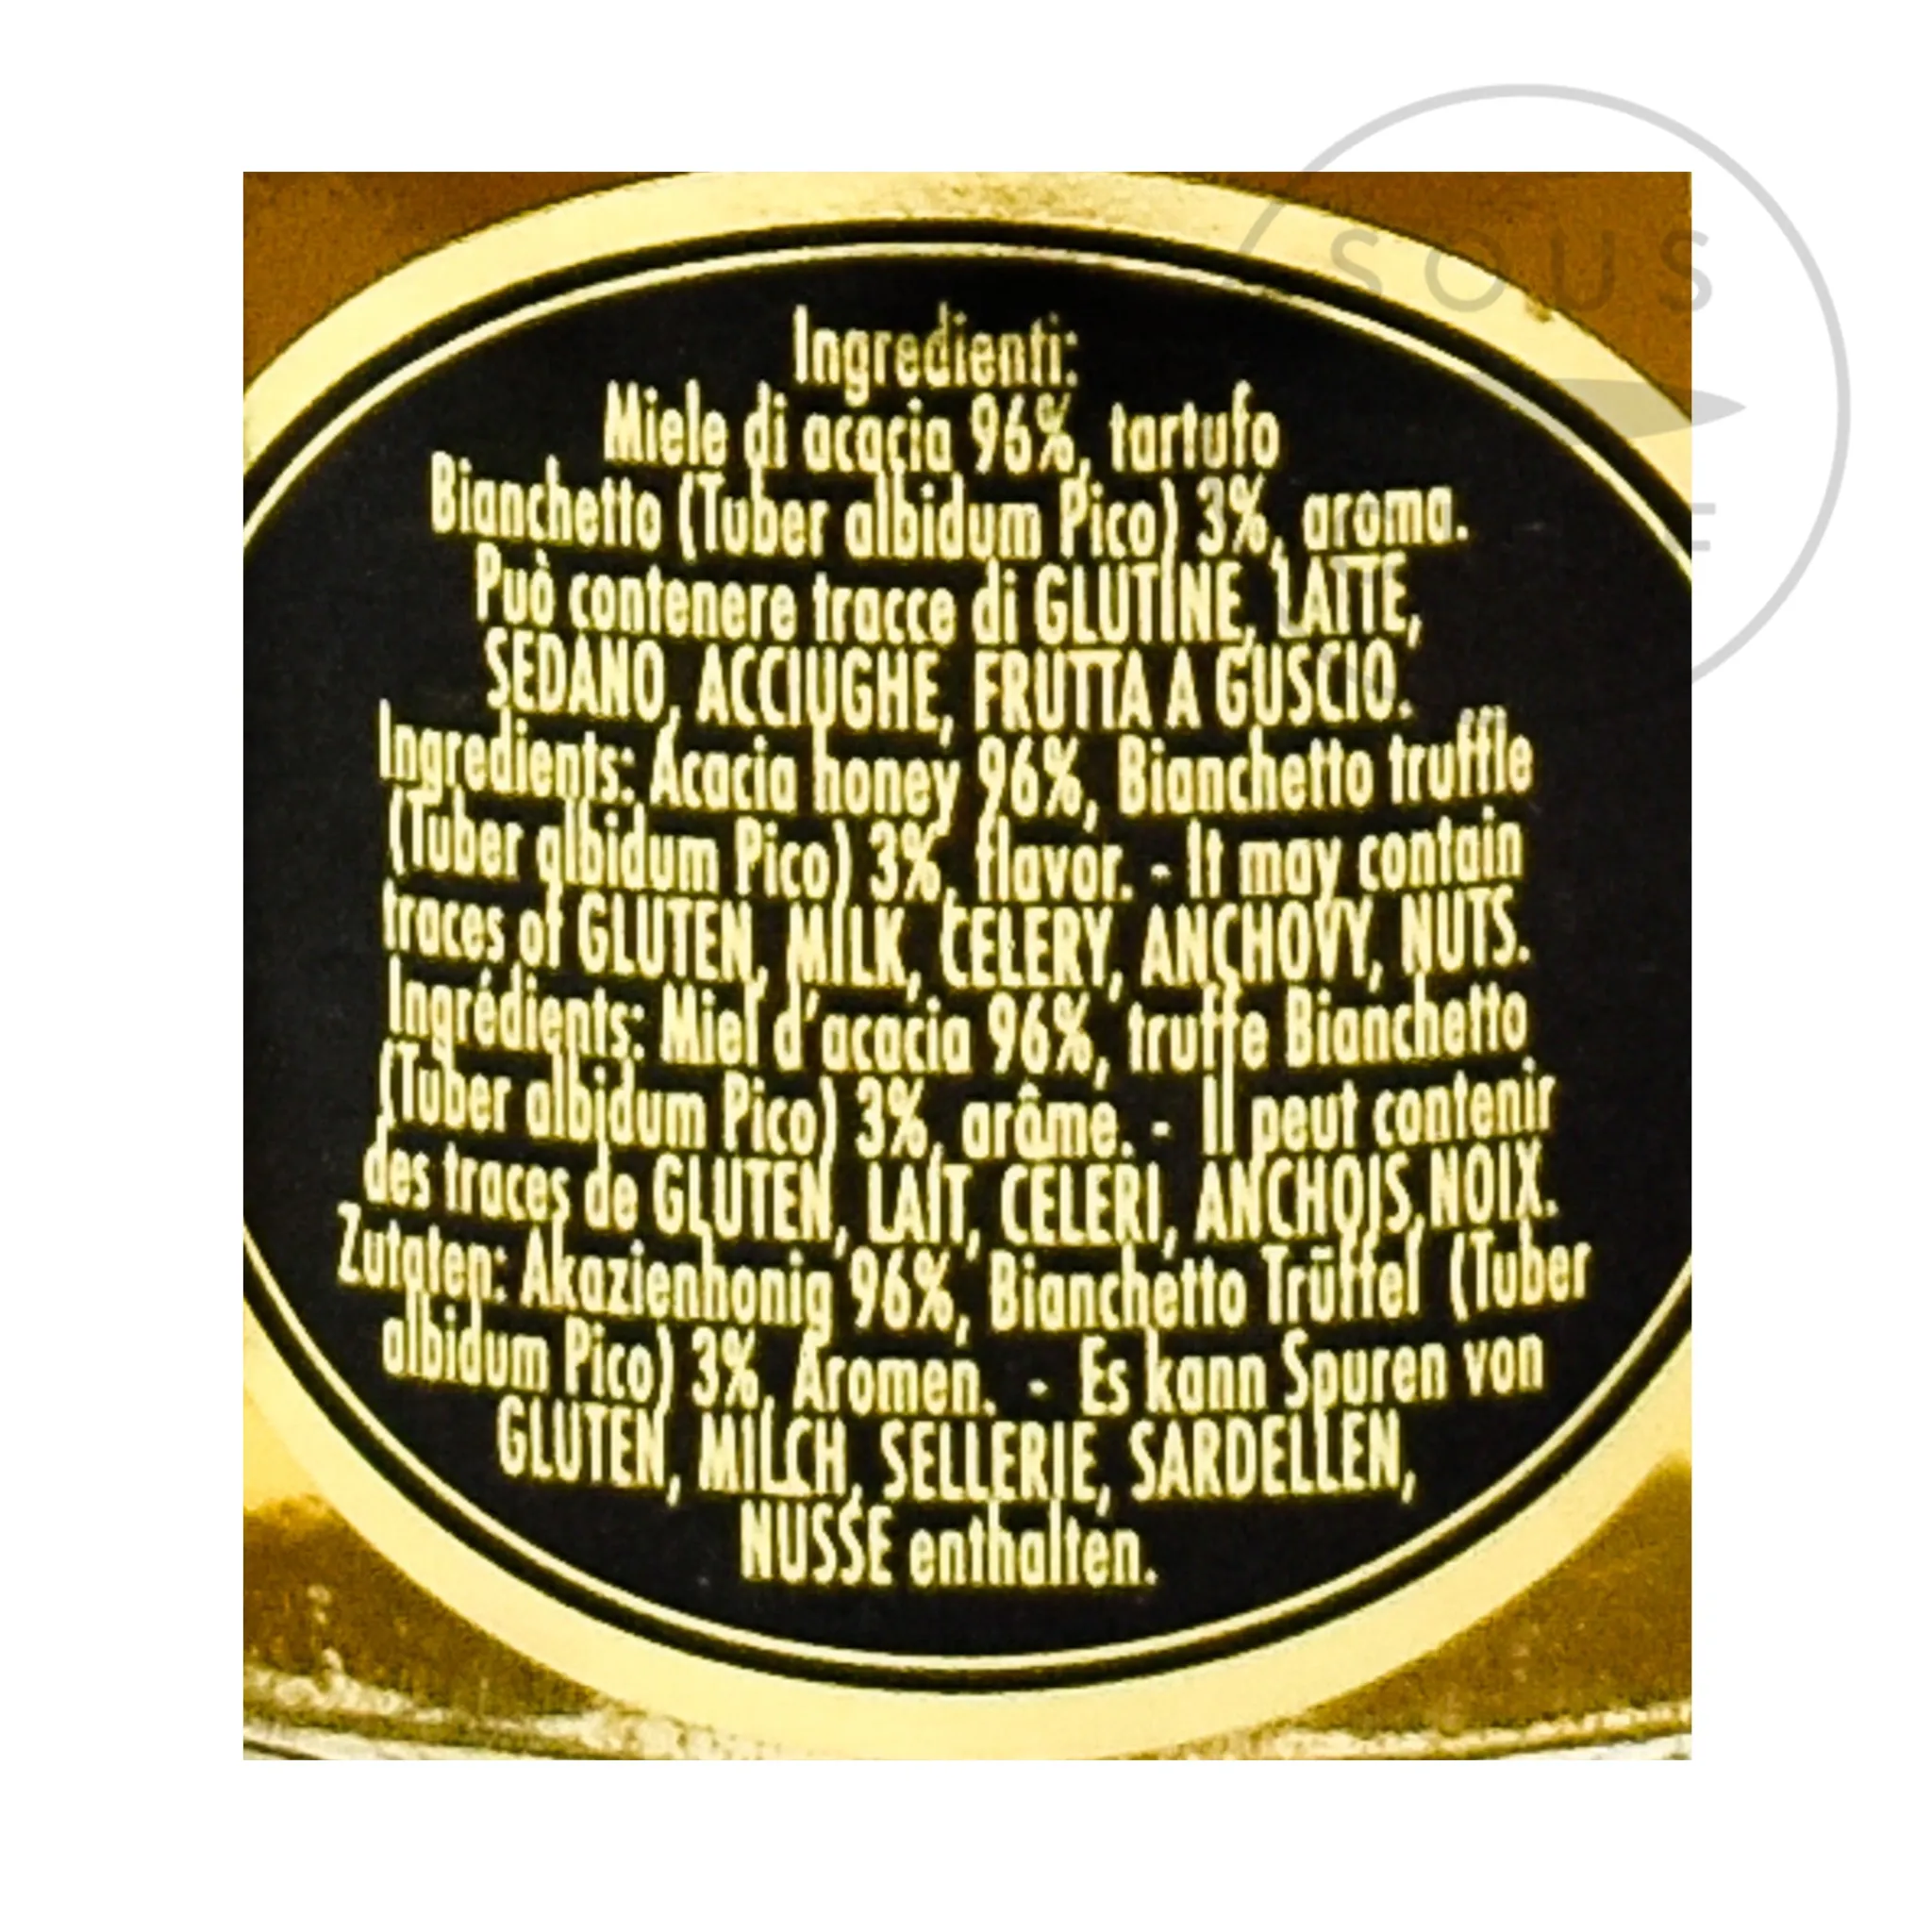 SOUS
Ingredienti:
Miele di acacia 96%, tartufo
Bianchetto (Tuber albidum Pico) 3%, aroma.
Può contenere tracce di GLUTINE, LATTE,
SEDANO, ACCIUGHE, FRUTTA A GUSCIO.
Ingredients: Acacia honey 96%, Bianchetto truffle
(Tuber albidum Pico) 3%, flavor. - It may contain
traces of GLUTEN, MILK, CELERY, ANCHOVY, NUTS.
Ingrédients: Miel d'acacia 96%, truffe Bianchetto
(Tuber albidum Pico) 3%, arôme. - Il peut contenir
des traces de GLUTEN, LAIT, CELERI, ANCHOIS, NOIX.
Zutaten: Akazienhonig 96%, Bianchetto Trüffel (Tuber
albidum Pico) 3%, Aromen. - Es kann Spuren von
GLUTEN, MILCH, SELLERIE, SARDELLEN,
NUSSE enthalten.